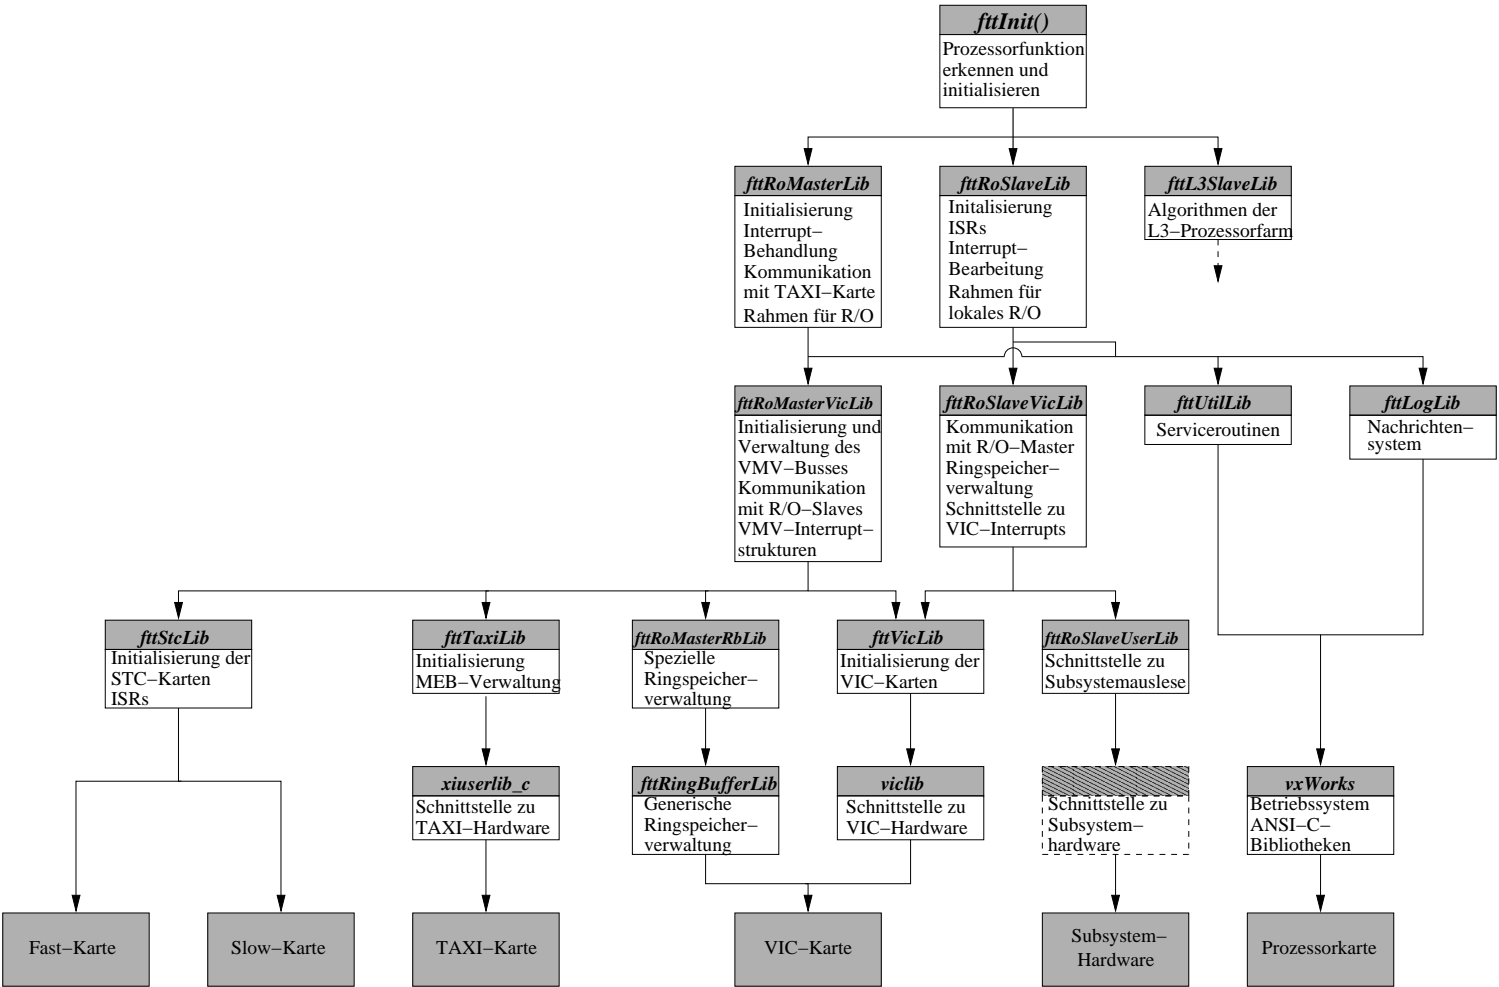 fttInit()
Prozessorfunktion
erkennen und
initialisieren
fttRoMasterLib
Initialisierung
Interrupt–
Behandlung
Kommunikation
mit TAXI–Karte
Rahmen für R/O
fttRoSlaveLib
Initalisierung
ISRs
Interrupt–
Bearbeitung
Rahmen für
lokales R/O
fttL3SlaveLib
Algorithmen der
L3–Prozessorfarm
fttRoMasterVicLib
Initialisierung und
Verwaltung des
VMV–Busses
Kommunikation
mit R/O–Slaves
VMV–Interrupt–
strukturen
fttRoSlaveVicLib
Kommunikation
mit R/O–Master
Ringspeicher–
verwaltung
Schnittstelle zu
VIC–Interrupts
fttUtilLib
Serviceroutinen
fttLogLib
Nachrichten–
system
fttStcLib
Initialisierung der
STC–Karten
ISRs
fttTaxiLib
Initialisierung
MEB–Verwaltung
fttRoMasterRbLib
Spezielle
Ringspeicher–
verwaltung
fttVicLib
Initialisierung der
VIC–Karten
fttRoSlaveUserLib
Schnittstelle zu
Subsystemauslese
xiuserlib_c
Schnittstelle zu
TAXI–Hardware
fttRingBufferLib
Generische
Ringspeicher–
verwaltung
viclib
Schnittstelle zu
VIC–Hardware
Schnittstelle zu
Subsystem–
hardware
vxWorks
Betriebssystem
ANSI–C–
Bibliotheken
Fast–Karte
Slow–Karte
TAXI–Karte
VIC–Karte
Subsystem–
Hardware
Prozessorkarte